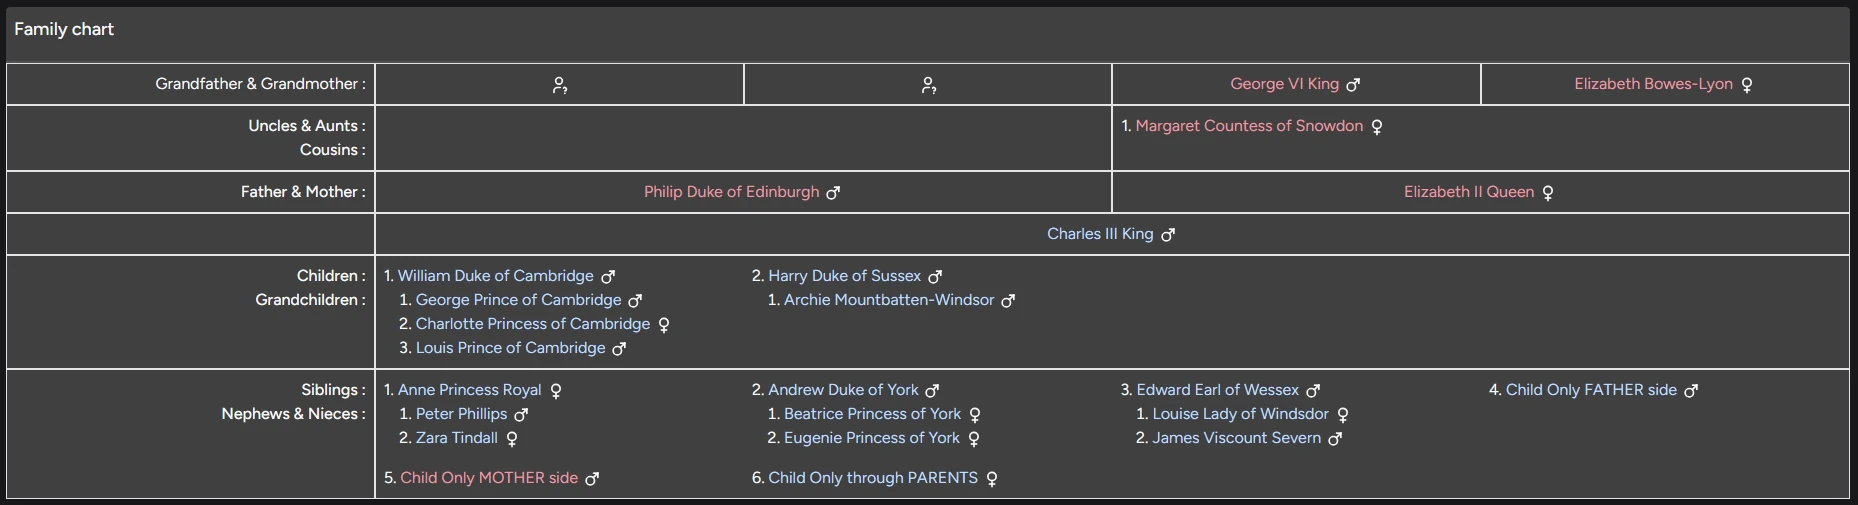 Family chart
Grandfather & Grandmother : George VI King ♂ Elizabeth Bowes-Lyon ♀
Uncles & Aunts : 1. Margaret Countess of Snowdon ♀
Cousins :
Father & Mother : Philip Duke of Edinburgh ♂ Elizabeth II Queen ♀
Charles III King ♂
Children : 1. William Duke of Cambridge ♂ 2. Harry Duke of Sussex ♂
Grandchildren : 1. George Prince of Cambridge ♂ 1. Archie Mountbatten-Windsor ♂
2. Charlotte Princess of Cambridge ♀
3. Louis Prince of Cambridge ♂
Siblings : 1. Anne Princess Royal ♀ 2. Andrew Duke of York ♂ 3. Edward Earl of Wessex ♂ 4. Child Only FATHER side ♂
Nephews & Nieces : 1. Peter Phillips ♂ 1. Beatrice Princess of York ♀ 1. Louise Lady of Windsdor ♀
2. Zara Tindall ♀ 2. Eugenie Princess of York ♀ 2. James Viscount Severn ♂
5. Child Only MOTHER side ♂ 6. Child Only through PARENTS ♀